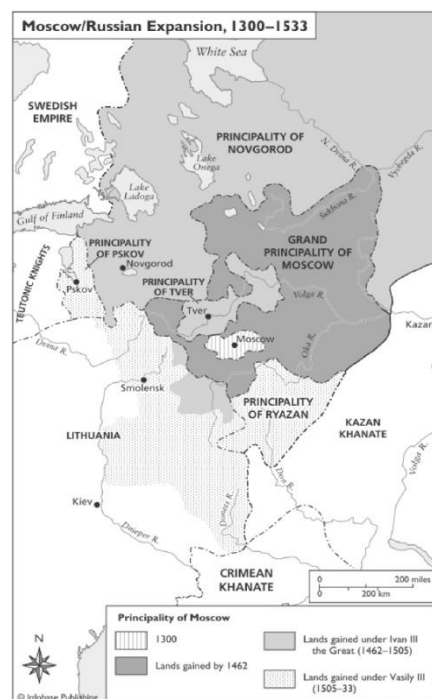 Moscow/Russian Expansion, 1300–1533
White Sea
SWEDISH
EMPIRE
PRINCIPALITY OF
NOVGOROD
N. Dvina R.
Vychegda R.
Lake
Onega
Lake
Ladoga
Sukhona R.
Gulf of Finland
GRAND
PRINCIPALITY OF
MOSCOW
PRINCIPALITY
OF PSKOV
Novgorod
TEUTONIC KNIGHTS
Pskov
PRINCIPALITY
OF TVER
Volga R.
Tver
Kazan
Moscow
Oka R.
Dvina R.
Smolensk
PRINCIPALITY
OF RYAZAN
KAZAN
KHANATE
LITHUANIA
Volga R.
Don R.
Kiev
Donets R.
Dnieper R.
CRIMEAN
KHANATE
0 200 miles
0 200 km
Principality of Moscow
1300
Lands gained by 1462
Lands gained under Ivan III
the Great (1462–1505)
Lands gained under Vasily III
(1505–33)
N
© Infobase Publishing